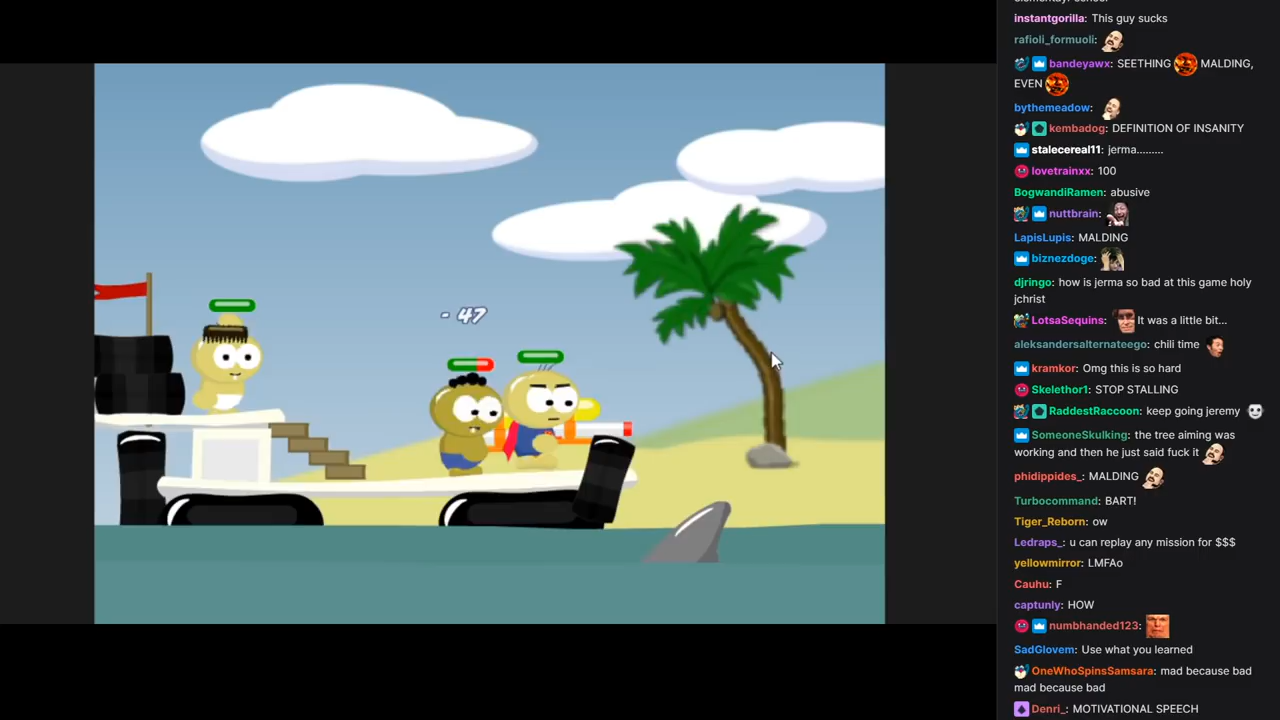 instantgorilla: This guy sucks
rafioli_formuoli:
bandeyawx: SEETHING MALDING,
EVEN
bythemeadow:
kembadog: DEFINITION OF INSANITY
stalecereal11: jerma.........
lovetrainxx: 100
BogwandiRamen: abusive
nuttbrain:
LapisLupis: MALDING
biznezdoge:
djringo: how is jerma so bad at this game holy
jchrist
LotsaSequins: It was a little bit...
aleksandersalternateego: chili time
kramkor: Omg this is so hard
Skelethor1: STOP STALLING
RaddestRaccoon: keep going jeremy
SomeoneSkulking: the tree aiming was
working and then he just said fuck it
phidippides_: MALDING
Turbocommand: BART!
Tiger_Reborn: ow
Ledraps_: u can replay any mission for $$$
yellowmirror: LMFAo
Cauhu: F
captunly: HOW
numbhanded123:
SadGlovem: Use what you learned
OneWhoSpinsSamsara: mad because bad
mad because bad
Denri_: MOTIVATIONAL SPEECH
- 47